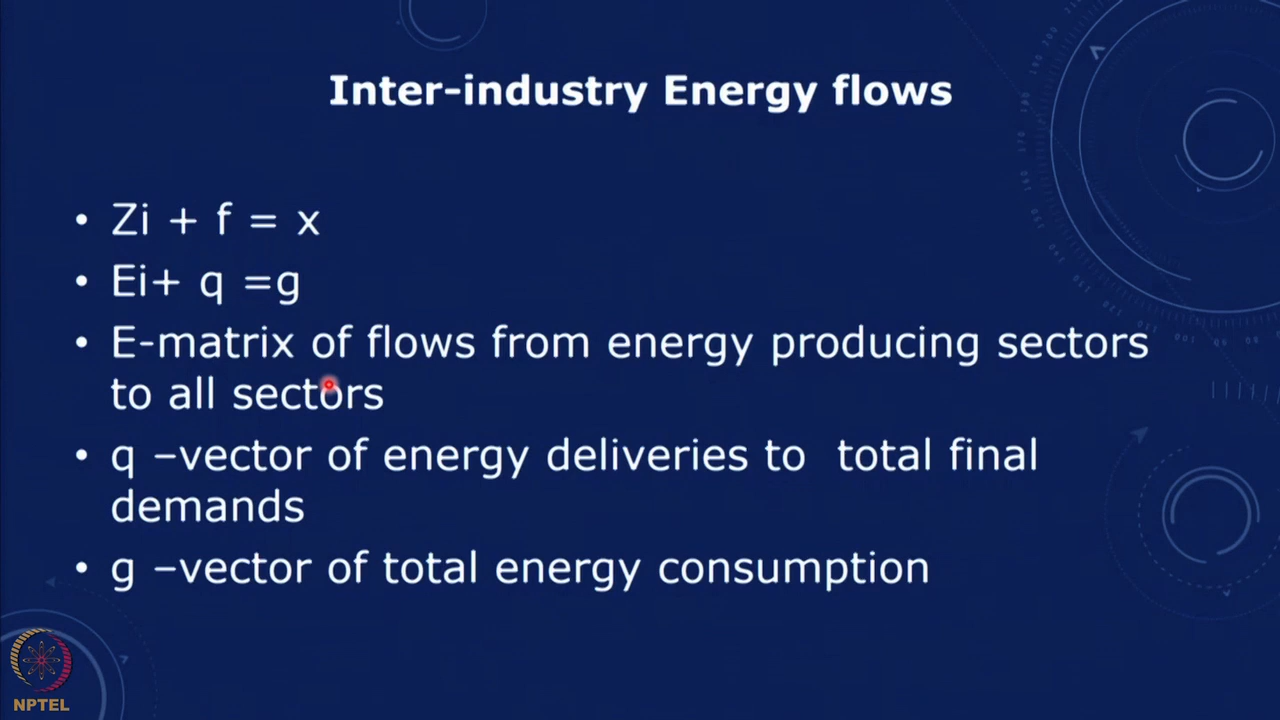 Inter-industry Energy flows
• Zi + f = x
• Ei+ q =g
• E-matrix of flows from energy producing sectors
to all sectors
• q –vector of energy deliveries to total final
demands
• g –vector of total energy consumption
NPTEL